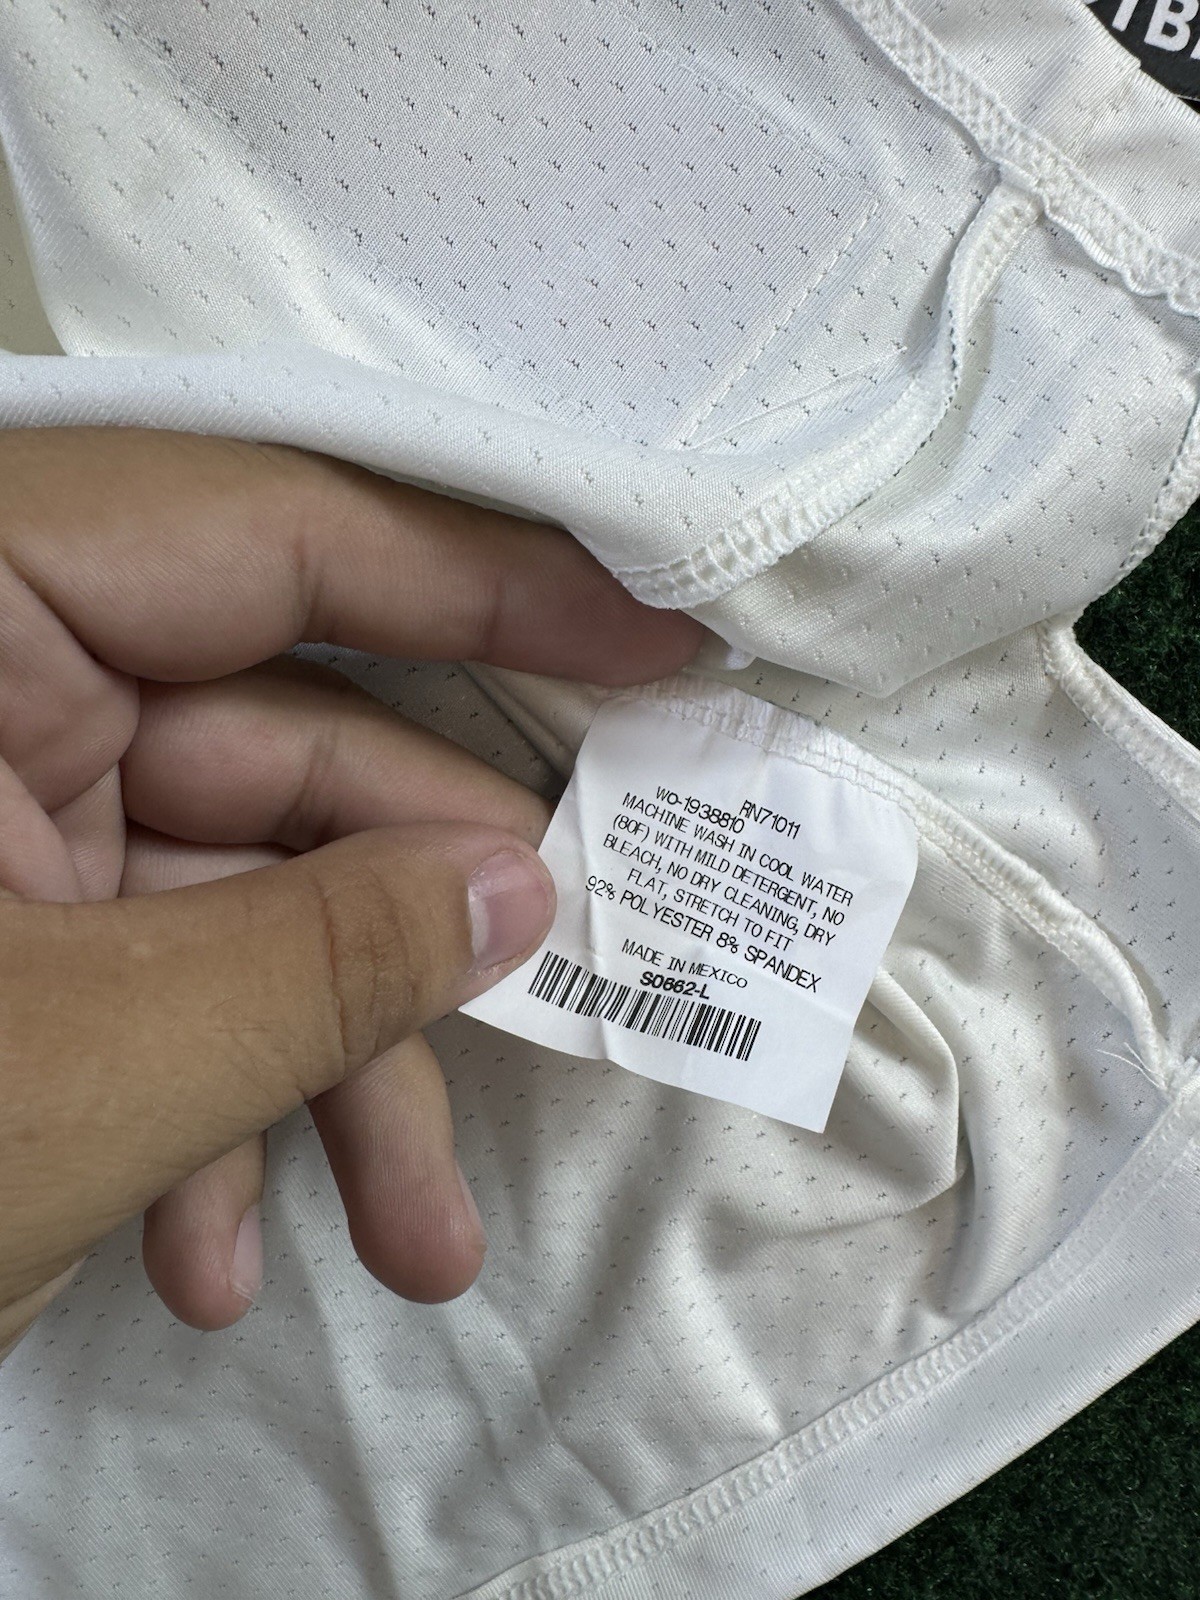 RN71011
WO-1938810
MACHINE WASH IN COOL WATER
(80F) WITH MILD DETERGENT, NO
BLEACH, NO DRY CLEANING, DRY
FLAT, STRETCH TO FIT
92% POLYESTER 8% SPANDEX
MADE IN MEXICO
S0662-L